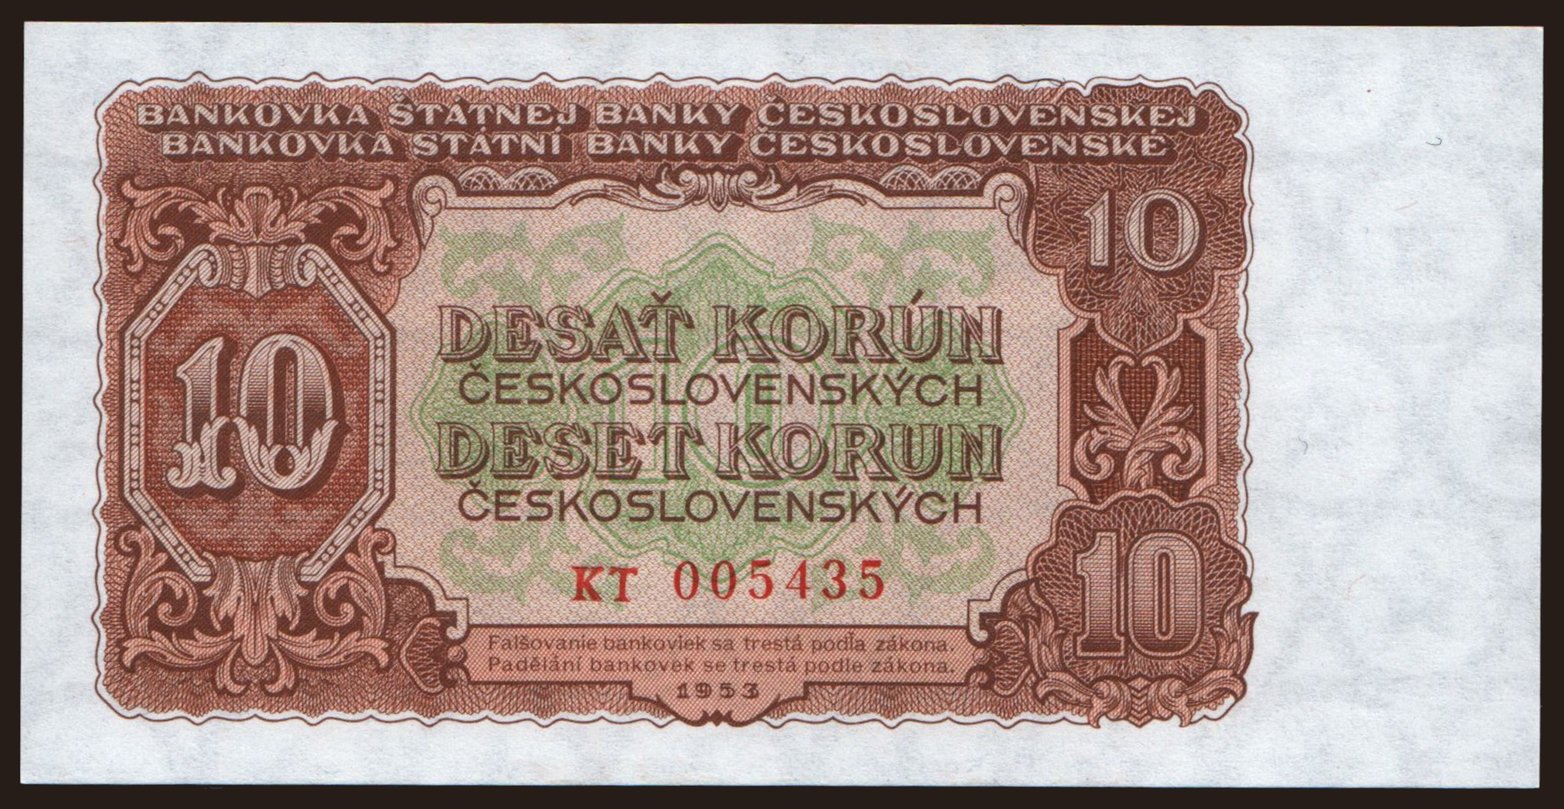 BANKOVKA ŠTÁTNEJ BANKY ČESKOSLOVENSKEJ
BANKOVKA STÁTNÍ BANKY ČESKOSLOVENSKÉ
10
10
DESAŤ KORÚN
ČESKOSLOVENSKÝCH
10
DESET KORUN
ČESKOSLOVENSKÝCH
10
KT 005435
Falšovanie bankoviek sa trestá podľa zákona.
Padělání bankovek se trestá podle zákona.
1953